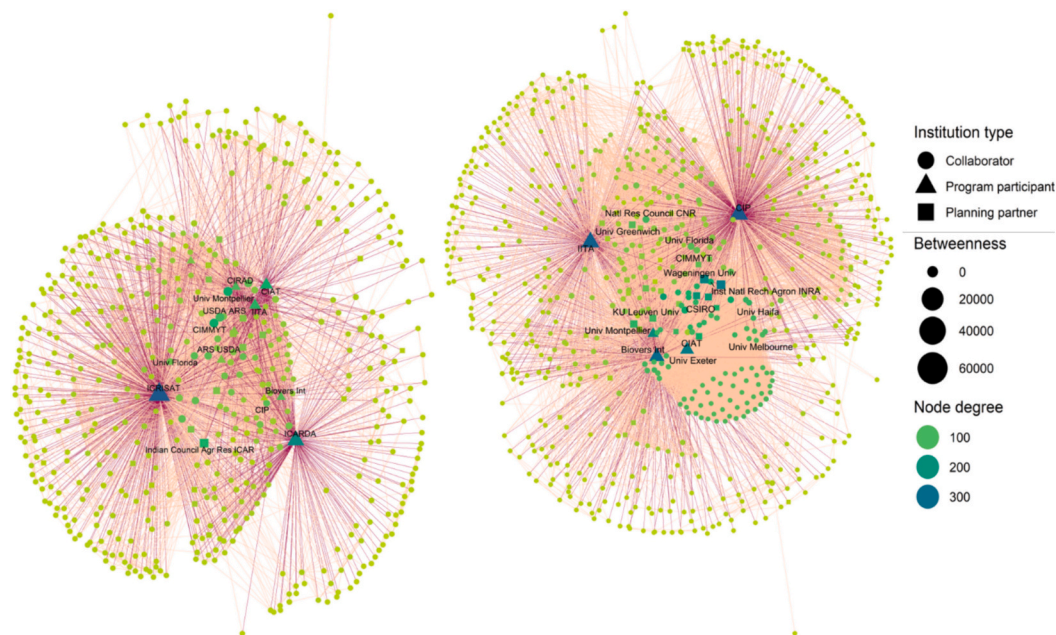 CIRAD
CIAT
Univ Montpellier
IITA
USDA ARS
CIMMYT
ARS USDA
Univ Florida
ICRISAT
Biovers Int
CIP
ICARDA
Indian Council Agr Res ICAR
CIP
Natl Res Council CNR
Univ Greenwich
IITA
Univ Florida
CIMMYT
Wageningen Univ
Inst Natl Rech Agron INRA
KU Leuven Univ
CSIRO
Univ Haifa
Univ Montpellier
CIAT
Univ Melbourne
Biovers Int
Univ Exeter
Institution type
Collaborator
Program participant
Planning partner
Betweenness
0
20000
40000
60000
Node degree
100
200
300